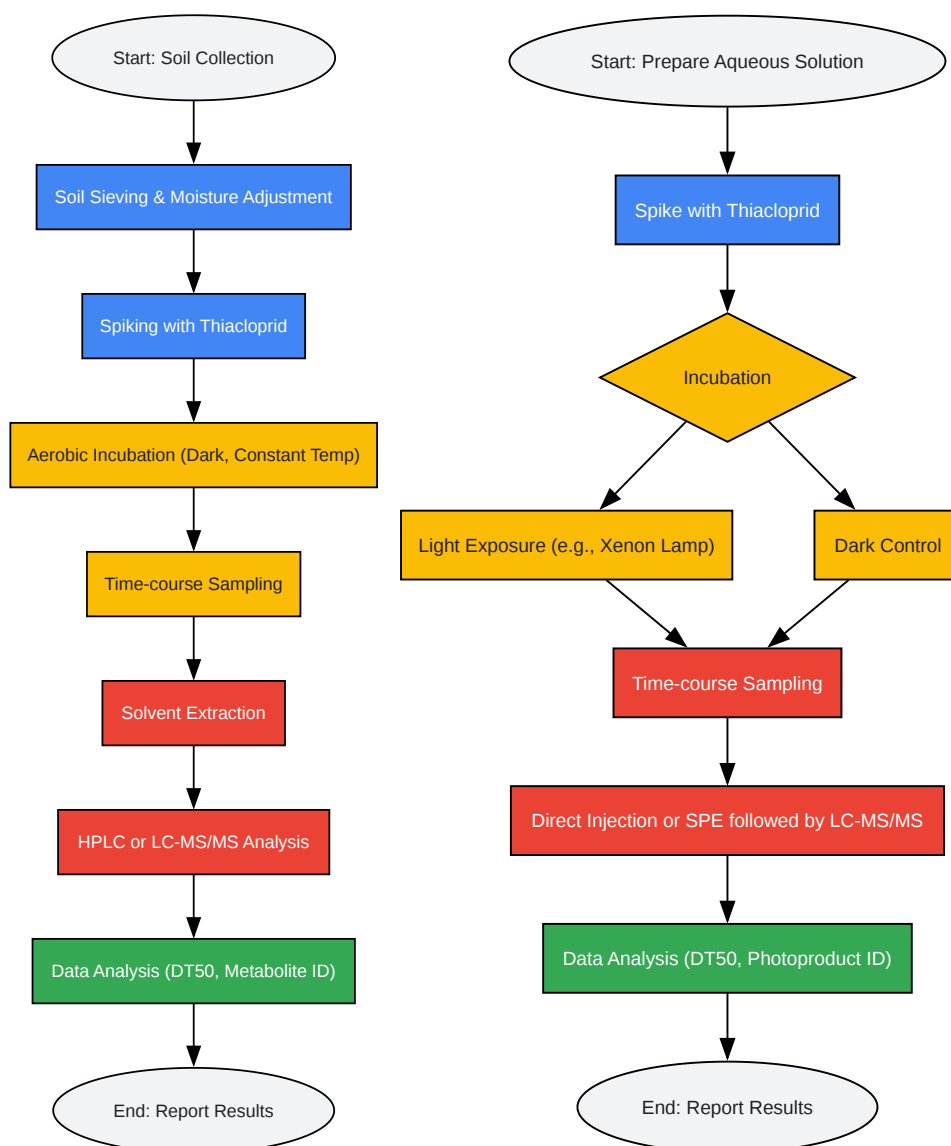 Start: Soil Collection
Soil Sieving & Moisture Adjustment
Spiking with Thiacloprid
Aerobic Incubation (Dark, Constant Temp)
Time-course Sampling
Solvent Extraction
HPLC or LC-MS/MS Analysis
Data Analysis (DT50, Metabolite ID)
End: Report Results
Start: Prepare Aqueous Solution
Spike with Thiacloprid
Incubation
Light Exposure (e.g., Xenon Lamp)
Dark Control
Time-course Sampling
Direct Injection or SPE followed by LC-MS/MS
Data Analysis (DT50, Photoproduct ID)
End: Report Results